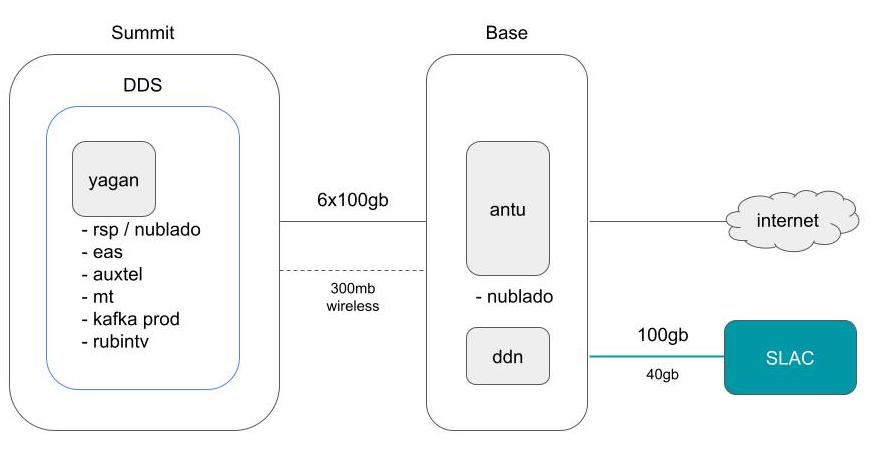 Summit
DDS
yagan
- rsp / nublado
- eas
- auxtel
- mt
- kafka prod
- rubintv
6x100gb
300mb
wireless
Base
antu
- nublado
ddn
internet
100gb
40gb
SLAC